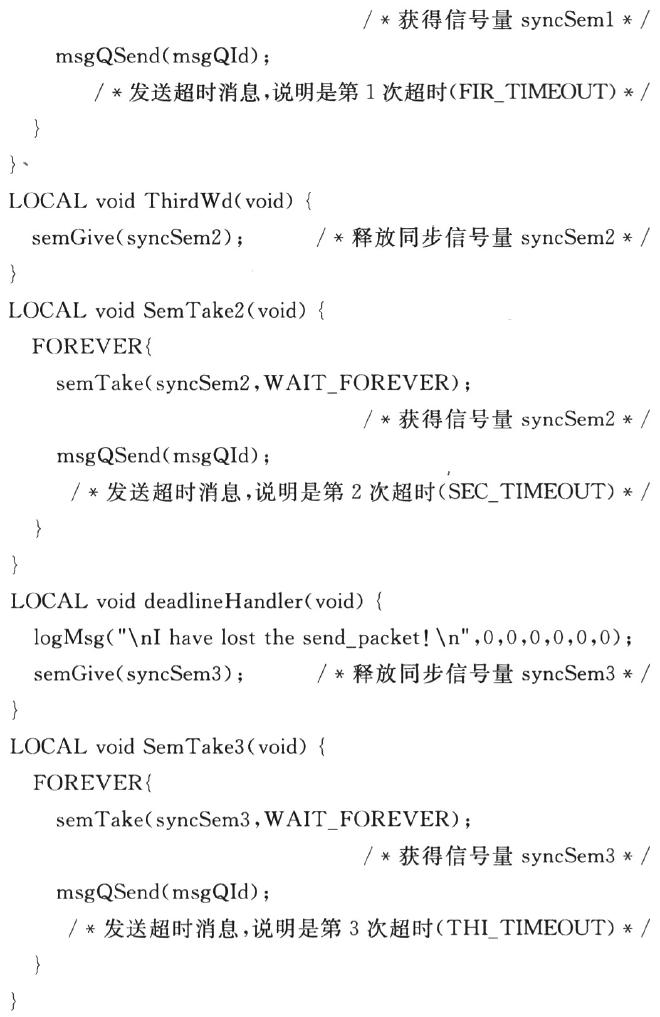 /*获得信号量 syncSem1*/
msgQSend(msgQId);
/*发送超时消息,说明是第1次超时(FIR_TIMEOUT)*/
}
}、
LOCAL void ThirdWd(void) {
semGive(syncSem2); /*释放同步信号量 syncSem2*/
}
LOCAL void SemTake2(void) {
FOREVER{
semTake(syncSem2,WAIT_FOREVER);
/*获得信号量 syncSem2*/
msgQSend(msgQId);
/*发送超时消息,说明是第2次超时(SEC_TIMEOUT)*/
}
}
LOCAL void deadlineHandler(void) {
logMsg("\nI have lost the send_packet!\n",0,0,0,0,0,0);
semGive(syncSem3); /*释放同步信号量 syncSem3*/
}
LOCAL void SemTake3(void) {
FOREVER{
semTake(syncSem3,WAIT_FOREVER);
/*获得信号量 syncSem3*/
msgQSend(msgQId);
/*发送超时消息,说明是第3次超时(THI_TIMEOUT)*/
}
}